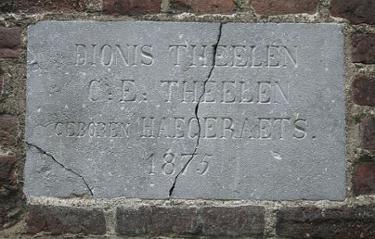 DIONIS THEELEN
C. E. THEELEN
GEBOREN HAEGERAETS.
1875